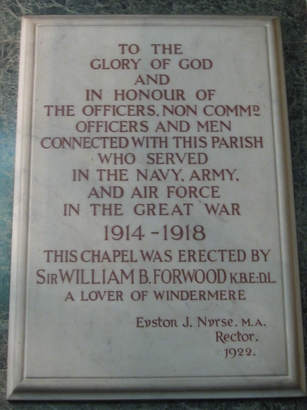 TO THE
GLORY OF GOD
AND
IN HONOUR OF
THE OFFICERS, NON COMMD
OFFICERS AND MEN
CONNECTED WITH THIS PARISH
WHO SERVED
IN THE NAVY, ARMY,
AND AIR FORCE
IN THE GREAT WAR
1914-1918
THIS CHAPEL WAS ERECTED BY
SIR WILLIAM B. FORWOOD K.B.E: D.L.
A LOVER OF WINDERMERE
Evston J. Nvrse. M.A.
Rector.
1922.